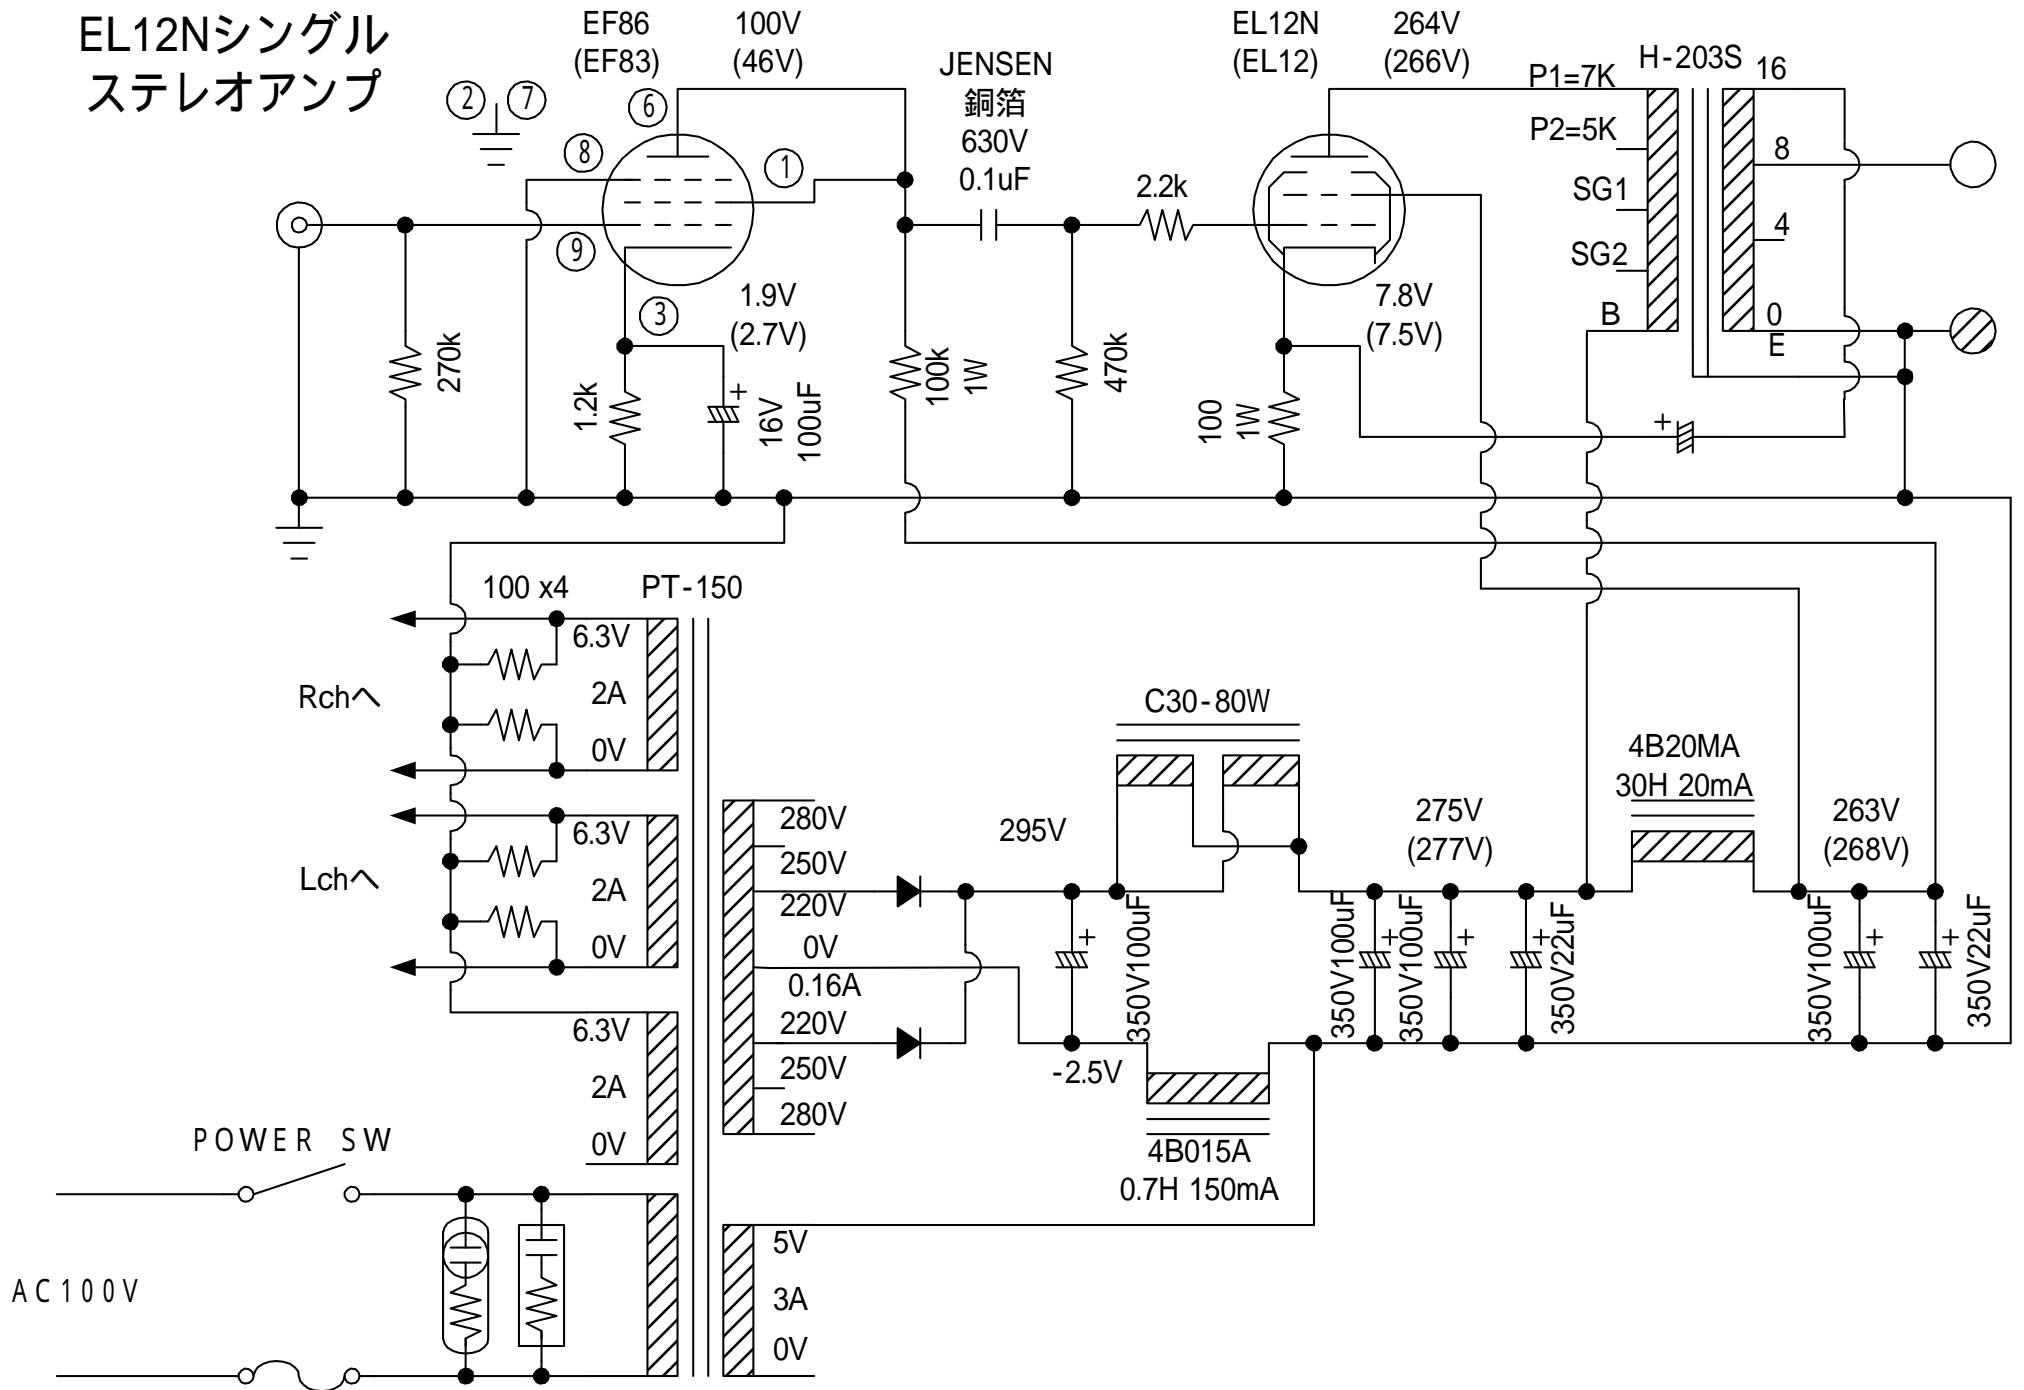 EL12Nシングル
ステレオアンプ
EF86
(EF83)
100V
(46V)
JENSEN
銅箔
630V
0.1uF
EL12N
(EL12)
264V
(266V)
H-203S
P1=7K
P2=5K
SG1
SG2
B
16
8
4
0
E
②
⑦
⑥
⑧
①
⑨
③
2.2k
1.9V
(2.7V)
7.8V
(7.5V)
270k
1.2k
16V
100uF
100k
1W
470k
100
1W
100 x4
PT-150
6.3V
2A
0V
Rchへ
6.3V
2A
0V
Lchへ
6.3V
2A
0V
280V
250V
220V
0V
0.16A
220V
250V
280V
295V
C30-80W
4B20MA
30H 20mA
275V
(277V)
263V
(268V)
350V100uF
350V100uF
350V100uF
350V22uF
350V100uF
350V22uF
-2.5V
4B015A
0.7H 150mA
POWER SW
AC100V
5V
3A
0V